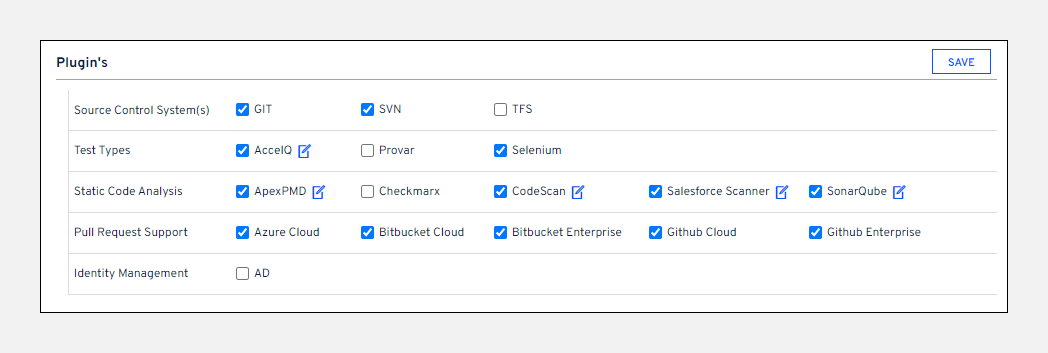 Plugin's SAVE
Source Control System(s) GIT SVN TFS
Test Types AccelQ Provar Selenium
Static Code Analysis ApexPMD Checkmarx CodeScan Salesforce Scanner SonarQube
Pull Request Support Azure Cloud Bitbucket Cloud Bitbucket Enterprise Github Cloud Github Enterprise
Identity Management AD